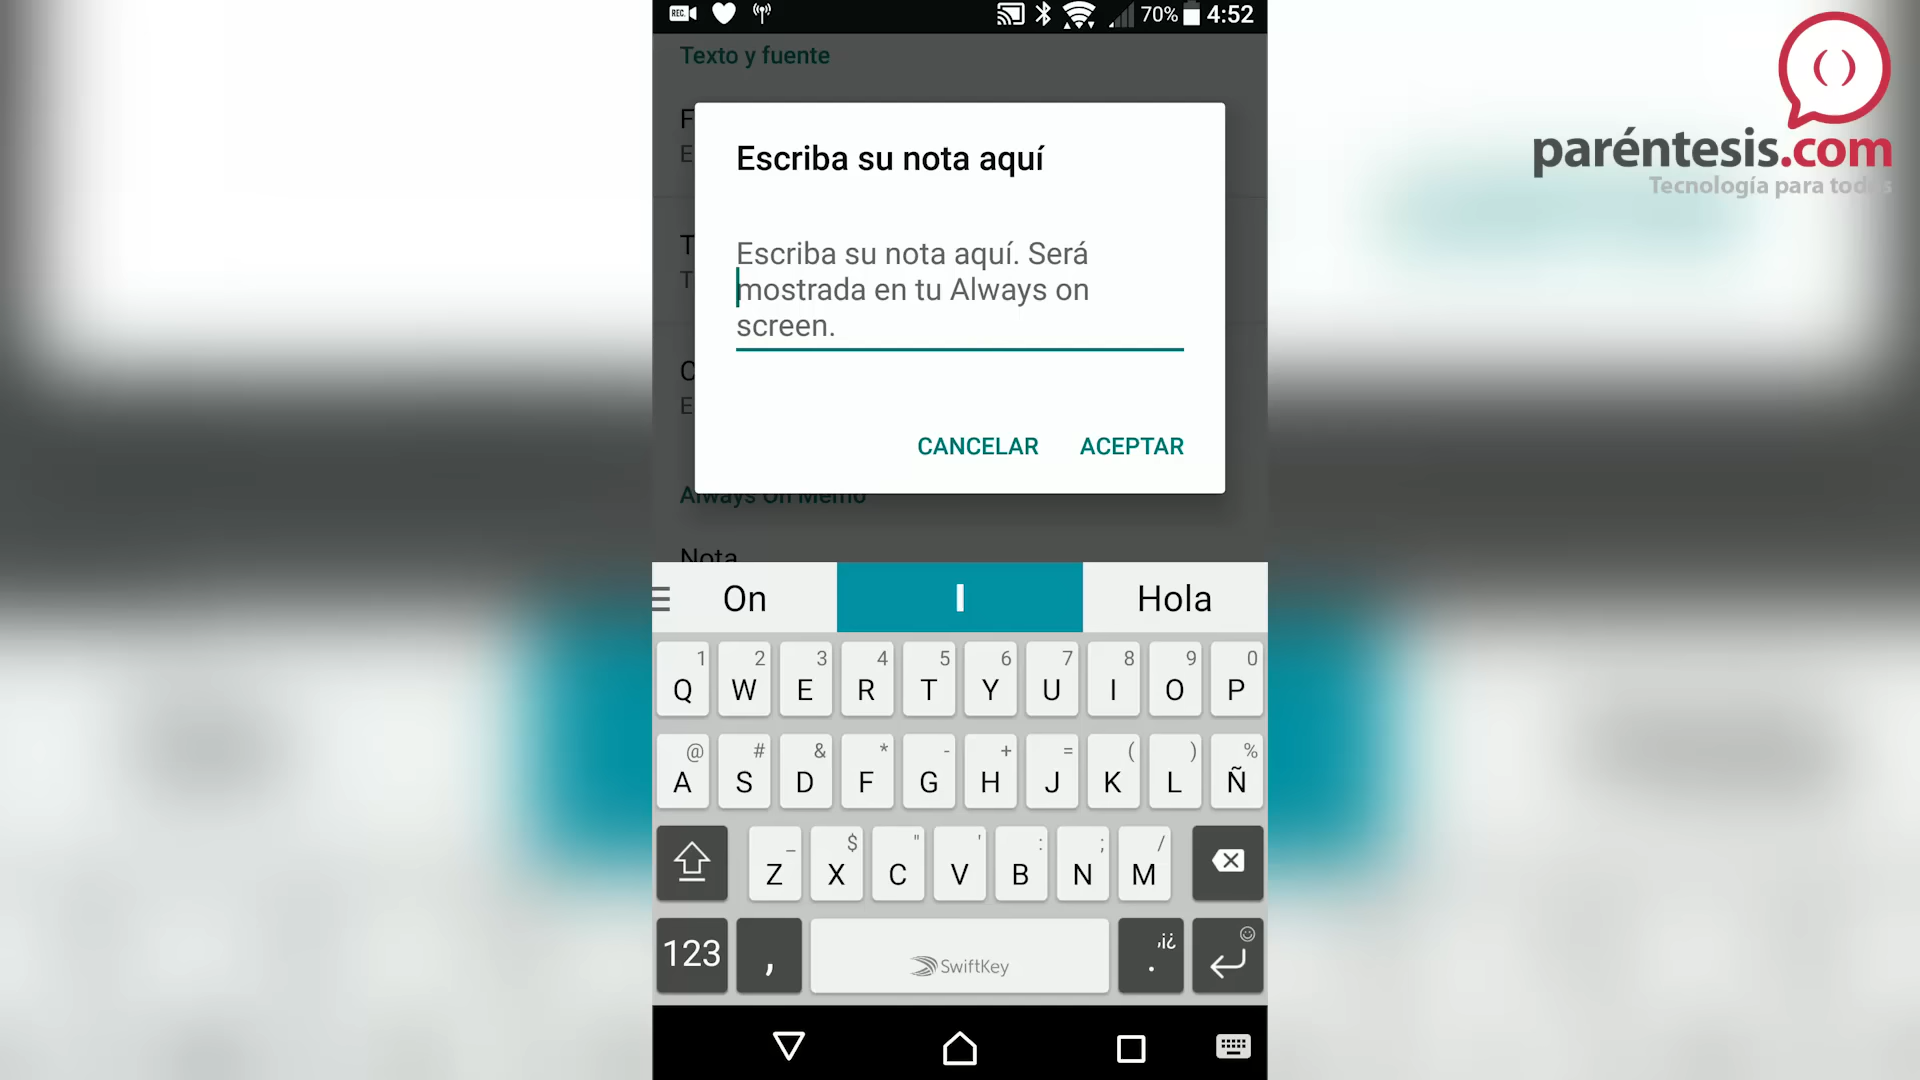 REC.
70% 4:52
Texto y fuente
Escriba su nota aquí
Escriba su nota aquí. Será
mostrada en tu Always on
screen.
CANCELAR ACEPTAR
Always On Memo
Nota
On I Hola
1 2 3 4 5 6 7 8 9 0
Q W E R T Y U I O P
@ # & * - + = ( ) %
A S D F G H J K L Ñ
_ $ " ' : ; /
Z X C V B N M
123 , SwiftKey . ,¡¿
()
paréntesis.com
Tecnología para todos